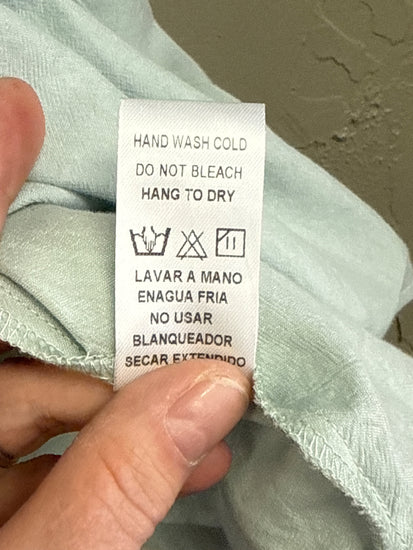 HAND WASH COLD
DO NOT BLEACH
HANG TO DRY
LAVAR A MANO
ENAGUA FRIA
NO USAR
BLANQUEADOR
SECAR EXTENDIDO